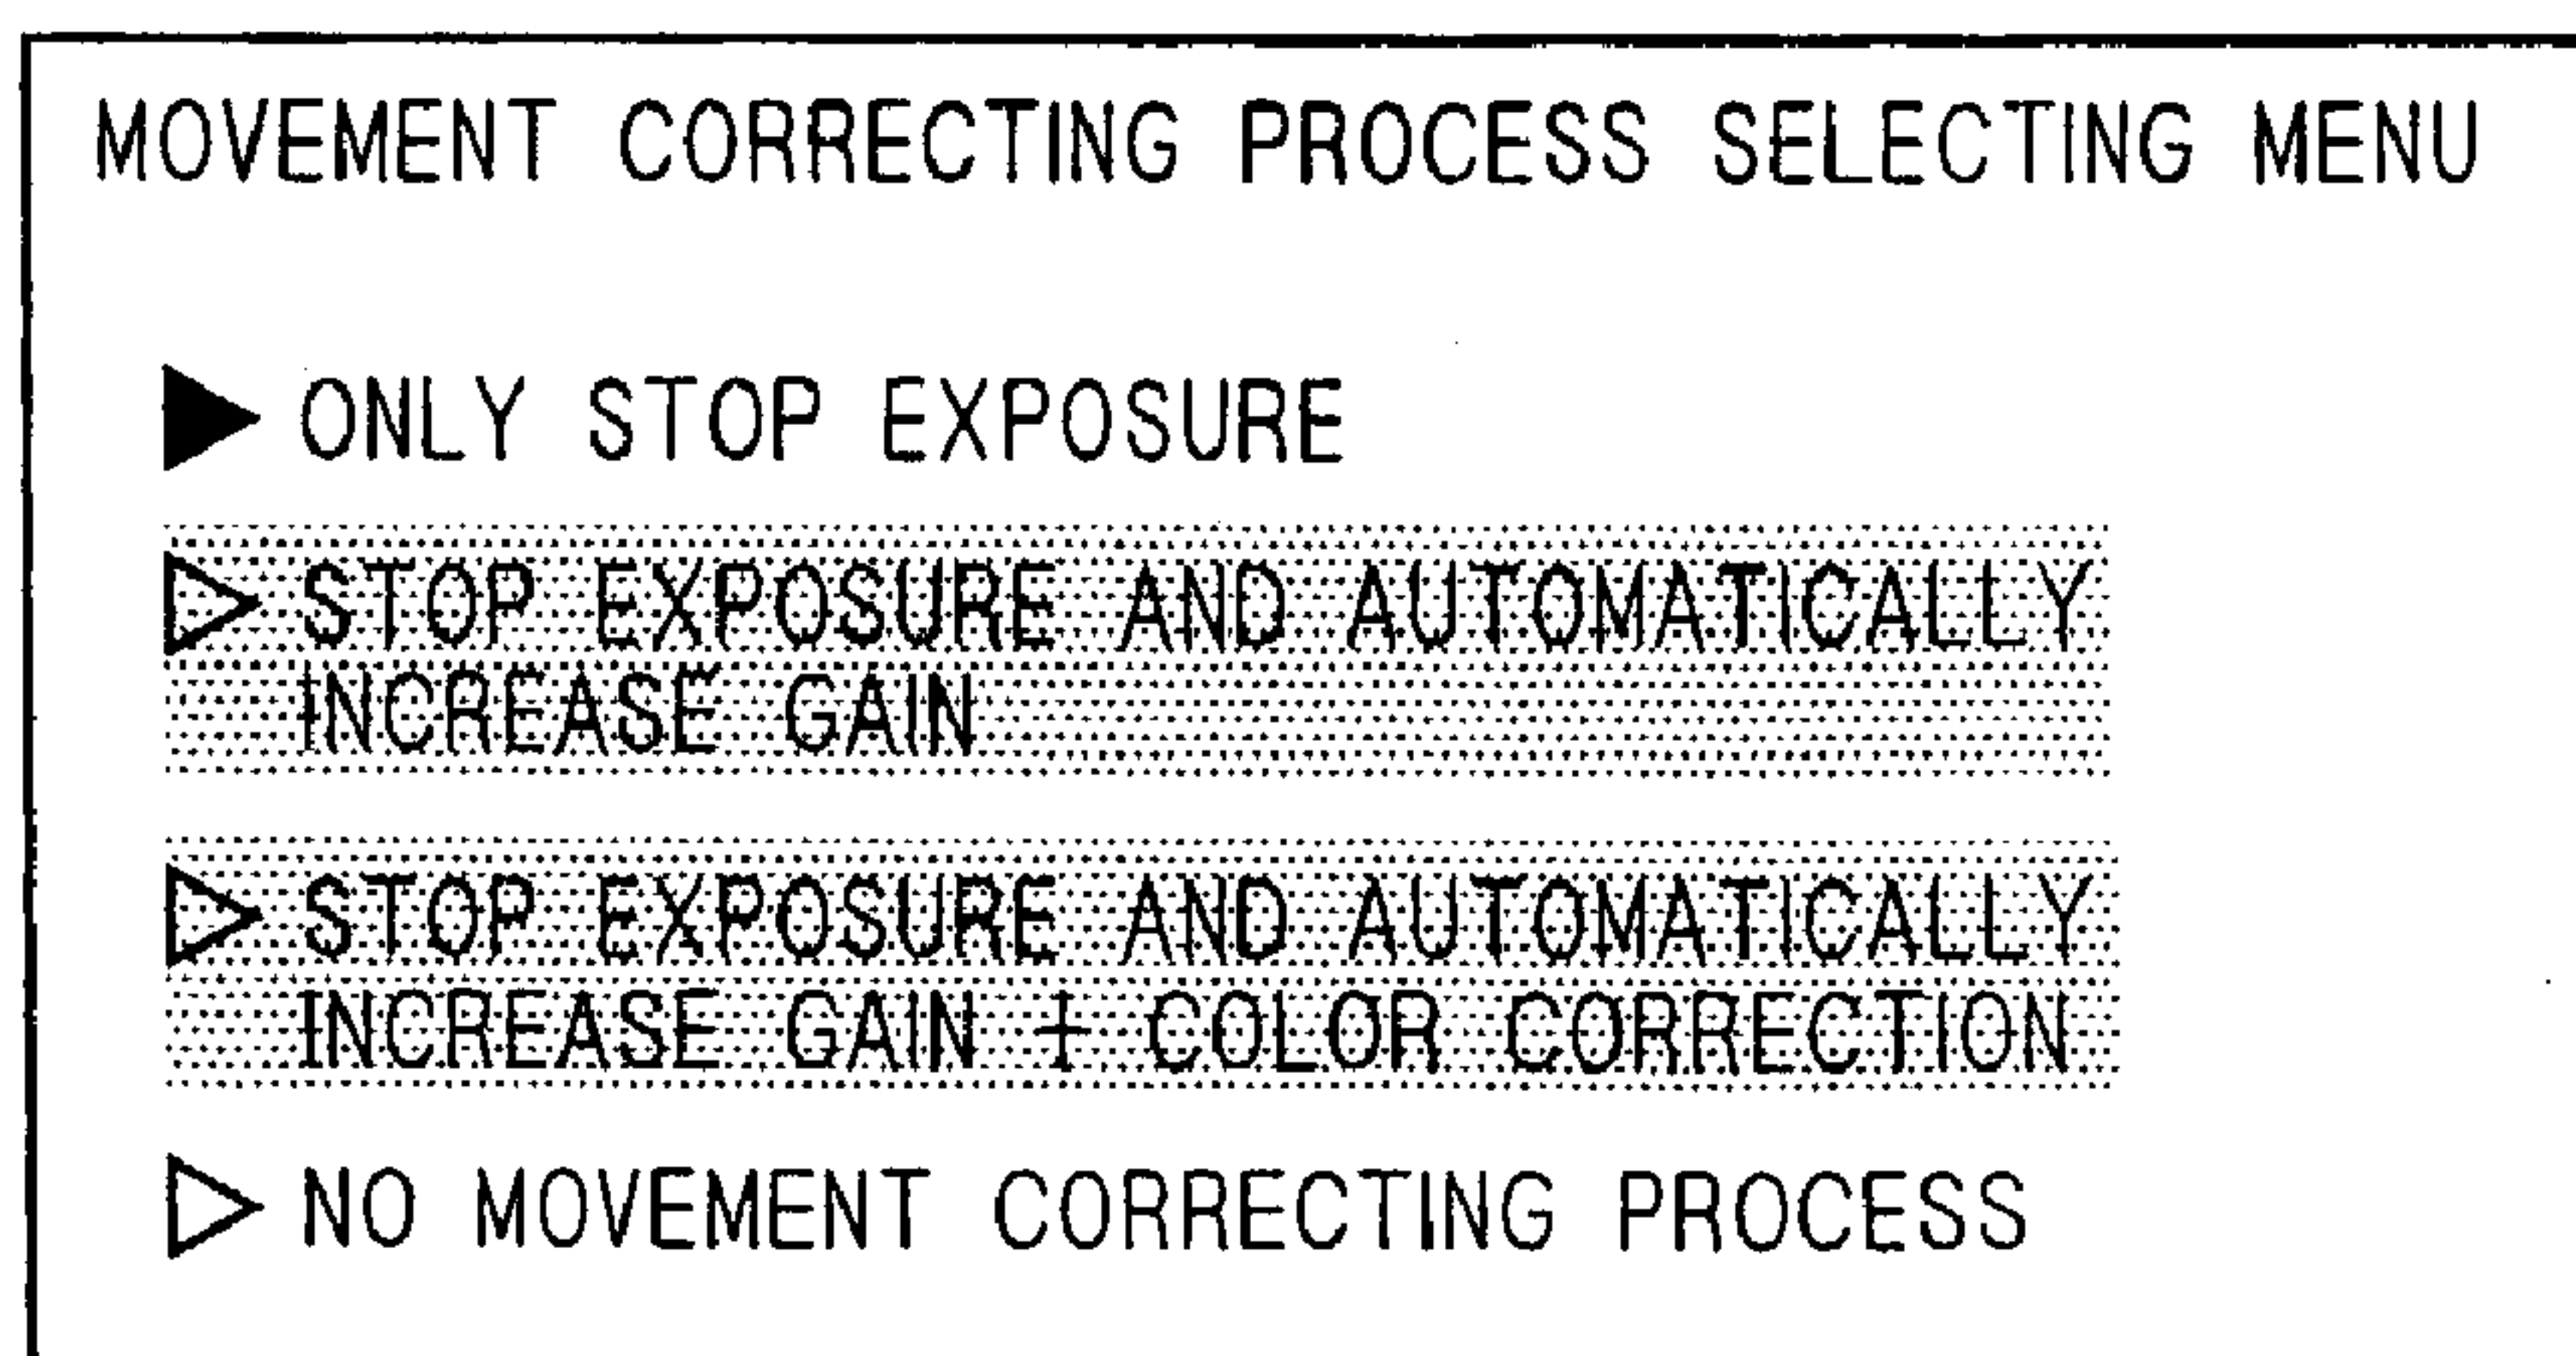 MOVEMENT CORRECTING PROCESS SELECTING MENU
ONLY STOP EXPOSURE
STOP EXPOSURE AND AUTOMATICALLY
INCREASE GAIN
STOP EXPOSURE AND AUTOMATICALLY
INCREASE GAIN + COLOR CORRECTION
NO MOVEMENT CORRECTING PROCESS